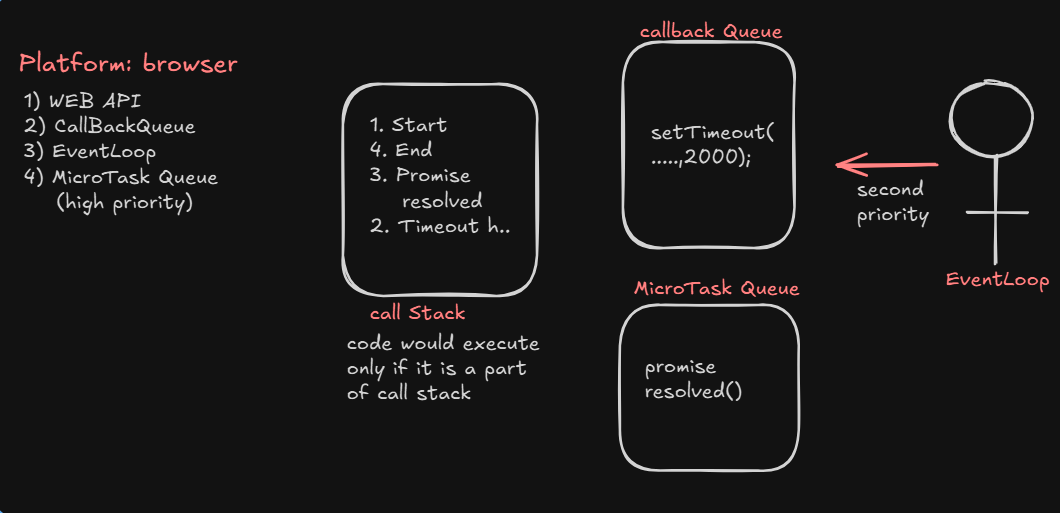 Platform: browser
1) WEB API
2) CallBackQueue
3) EventLoop
4) MicroTask Queue
(high priority)
1. Start
4. End
3. Promise
resolved
2. Timeout h..
call Stack
code would execute
only if it is a part
of call stack
callback Queue
setTimeout(
.....,2000);
MicroTask Queue
promise
resolved()
second
priority
EventLoop